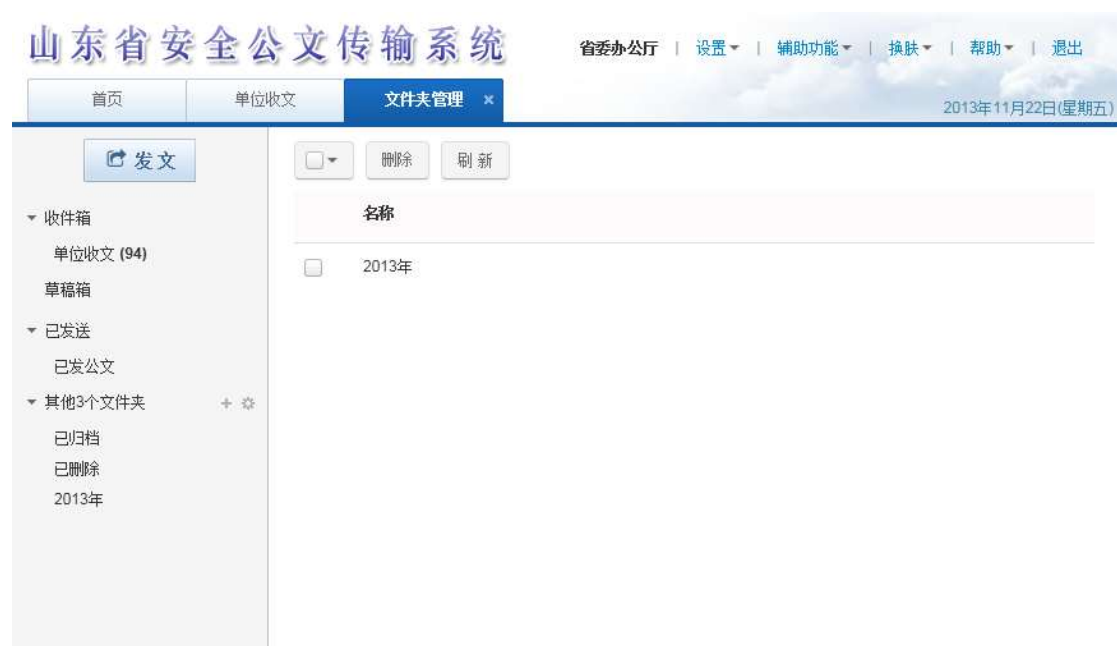 山东省安全公文传输系统
省委办公厅 | 设置 | 辅助功能 | 换肤 | 帮助 | 退出
首页 单位收文 文件夹管理 ×
2013年11月22日(星期五)
发文
删除 刷新
收件箱
名称
单位收文 (94)
2013年
草稿箱
已发送
已发公文
其他3个文件夹 +
已归档
已删除
2013年